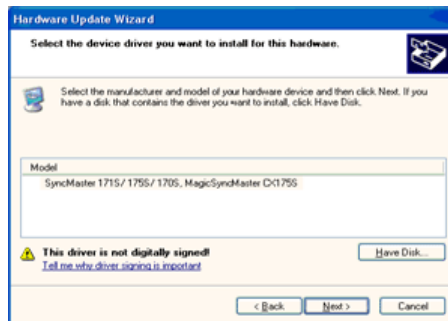 Hardware Update Wizard
Select the device driver you want to install for this hardware.
Select the manufacturer and model of your hardware device and then click Next. If you
have a disk that contains the driver you want to install, click Have Disk.
Model
SyncMaster 171S/ 175S/ 170S, MagicSyncMaster CX175S
This driver is not digitally signed!
Have Disk...
Tell me why driver signing is important
< Back
Next >
Cancel